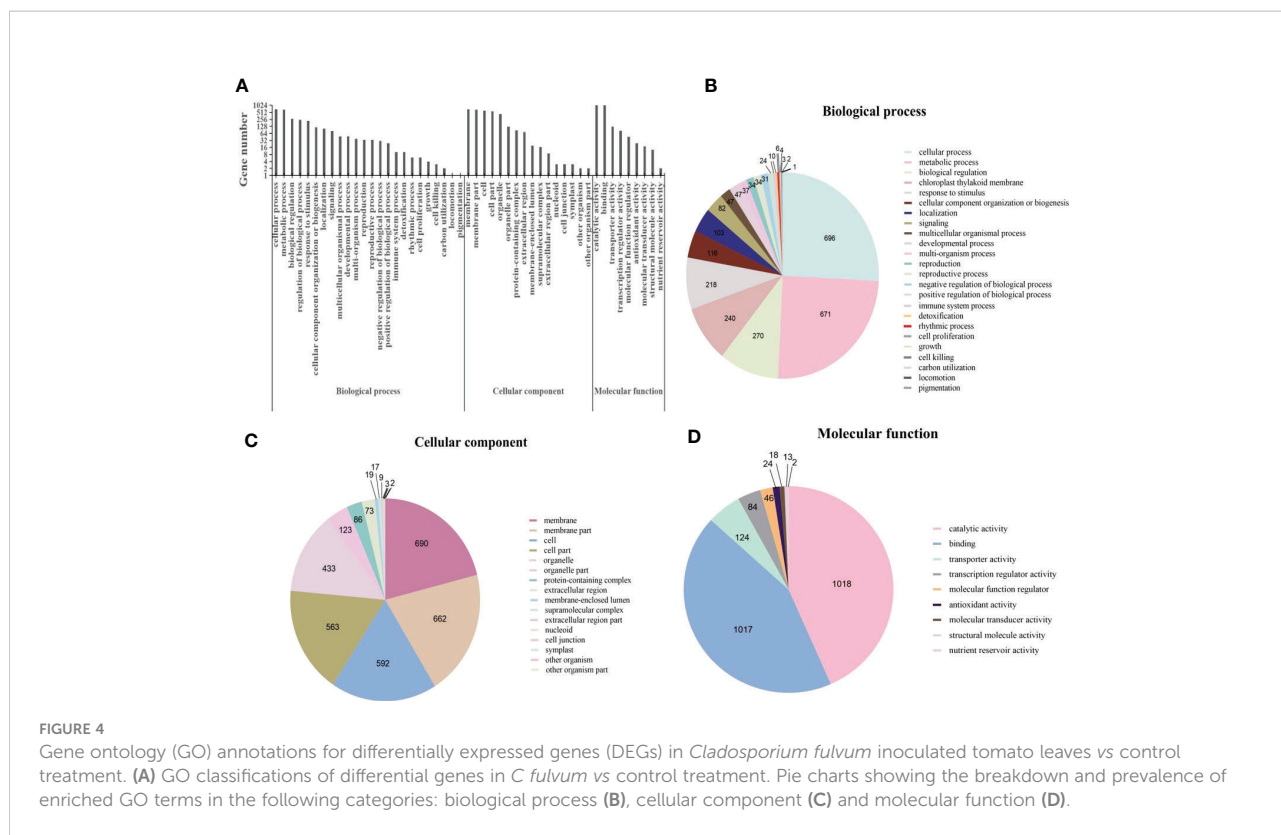 A
Gene number
1024
512
256
128
64
32
16
8
4
2
1
cellular process
metabolic process
biological regulation
regulation of biological process
response to stimulus
cellular component organization or biogenesis
localization
signaling
multicellular organismal process
developmental process
multi-organism process
reproduction
reproductive process
negative regulation of biological process
positive regulation of biological process
immune system process
detoxification
rhythmic process
cell proliferation
growth
cell killing
carbon utilization
locomotion
pigmentation
membrane
membrane part
cell
cell part
organelle
organelle part
protein-containing complex
extracellular region
membrane-enclosed lumen
supramolecular complex
extracellular region part
nucleoid
cell junction
symplast
other organism
other organism part
catalytic activity
binding
transporter activity
transcription regulator activity
molecular function regulator
antioxidant activity
molecular transducer activity
structural molecule activity
nutrient reservoir activity
Biological process
Cellular component
Molecular function
B
Biological process
696
671
270
240
218
116
103
82
47
47
37
34
34
31
24
10
6
4
3
2
1
cellular process
metabolic process
biological regulation
chloroplast thylakoid membrane
response to stimulus
cellular component organization or biogenesis
localization
signaling
multicellular organismal process
developmental process
multi-organism process
reproduction
reproductive process
negative regulation of biological process
positive regulation of biological process
immune system process
detoxification
rhythmic process
cell proliferation
growth
cell killing
carbon utilization
locomotion
pigmentation
C
Cellular component
690
662
592
563
433
123
86
73
19
17
9
3
2
membrane
membrane part
cell
cell part
organelle
organelle part
protein-containing complex
extracellular region
membrane-enclosed lumen
supramolecular complex
extracellular region part
nucleoid
cell junction
symplast
other organism
other organism part
D
Molecular function
1018
1017
124
84
46
24
18
13
2
catalytic activity
binding
transporter activity
transcription regulator activity
molecular function regulator
antioxidant activity
molecular transducer activity
structural molecule activity
nutrient reservoir activity
FIGURE 4
Gene ontology (GO) annotations for differentially expressed genes (DEGs) in Cladosporium fulvum inoculated tomato leaves vs control
treatment. (A) GO classifications of differential genes in C fulvum vs control treatment. Pie charts showing the breakdown and prevalence of
enriched GO terms in the following categories: biological process (B), cellular component (C) and molecular function (D).